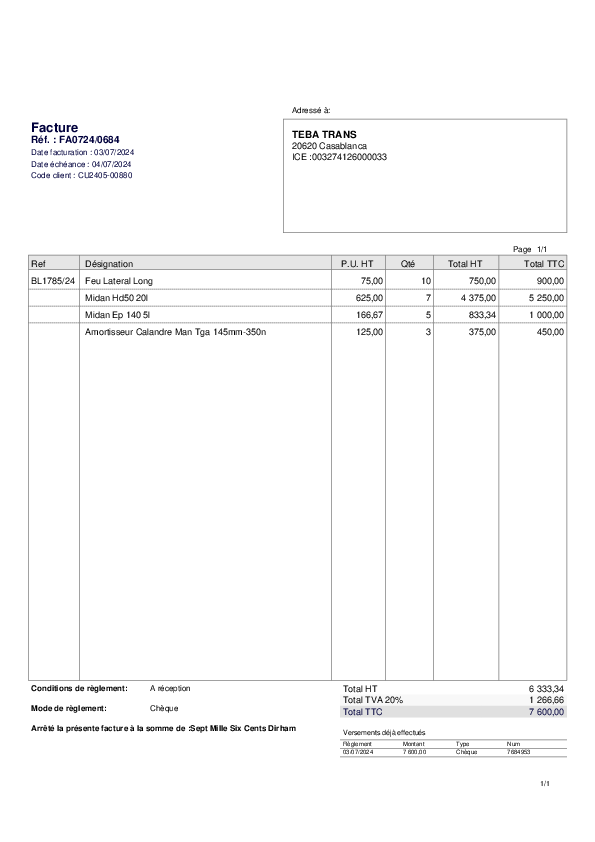 Adressé à:
Facture
Réf. : FA0724/0684
Date facturation : 03/07/2024
Date échéance : 04/07/2024
Code client : CU2405-00880
TEBA TRANS
20620 Casablanca
ICE :003274126000033
Page 1/1
Ref Désignation P.U. HT Qté Total HT Total TTC
BL1785/24 Feu Lateral Long 75,00 10 750,00 900,00
Midan Hd50 20l 625,00 7 4 375,00 5 250,00
Midan Ep 140 5l 166,67 5 833,34 1 000,00
Amortisseur Calandre Man Tga 145mm-350n 125,00 3 375,00 450,00
Conditions de règlement: A réception
Mode de règlement: Chèque
Arrêté la présente facture à la somme de :Sept Mille Six Cents Dirham
Total HT 6 333,34
Total TVA 20% 1 266,66
Total TTC 7 600,00
Versements déjà effectués
Règlement Montant Type Num
03/07/2024 7 600,00 Chèque 7684953
1/1